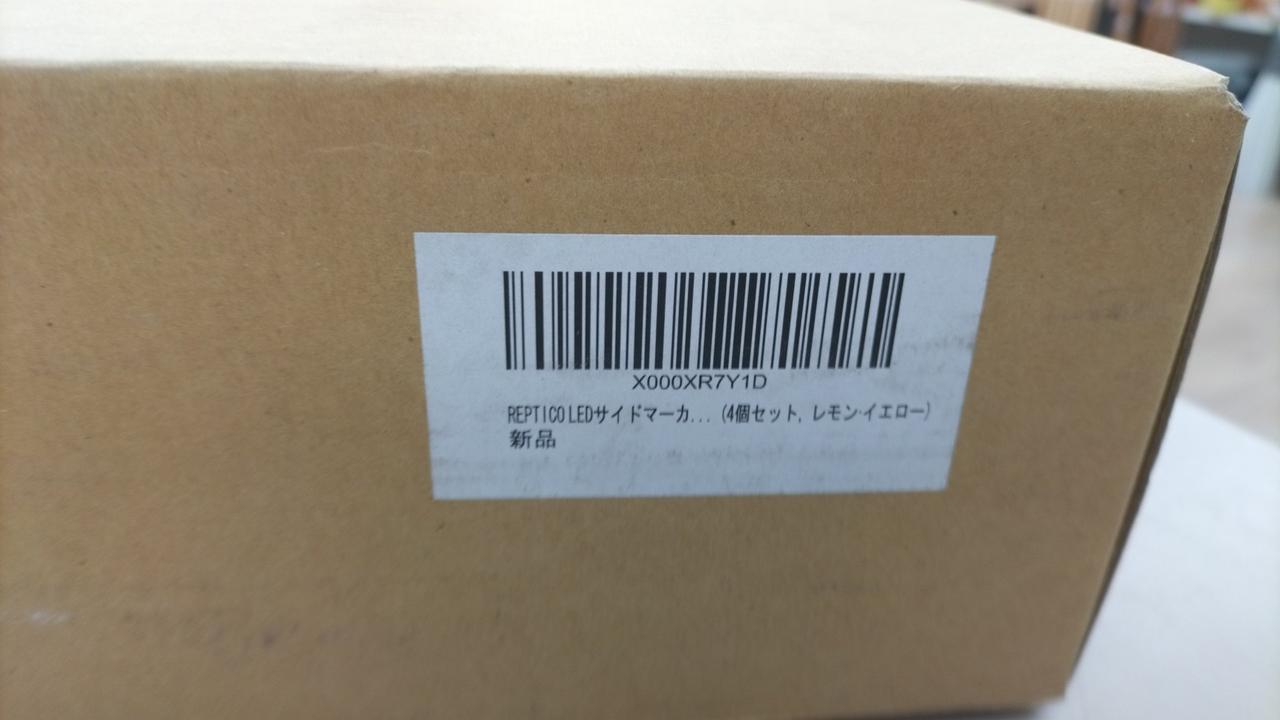 X000XR7Y1D
REPTICO LEDサイドマーカ... (4個セット, レモンイエロー)
新品